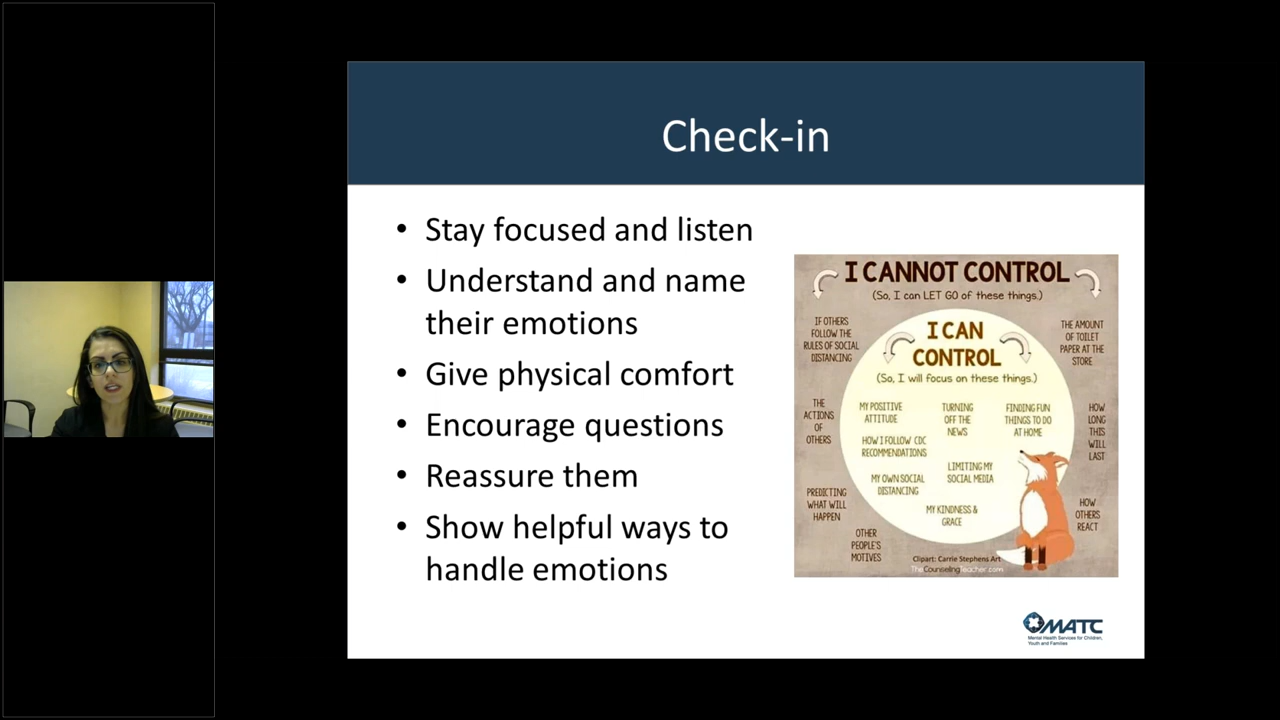 Check-in
• Stay focused and listen
• Understand and name
their emotions
• Give physical comfort
• Encourage questions
• Reassure them
• Show helpful ways to
handle emotions
I CANNOT CONTROL
(So, I can LET GO of these things.)
IF OTHERS
FOLLOW THE
RULES OF SOCIAL
DISTANCING
THE AMOUNT
OF TOILET
PAPER AT THE
STORE
I CAN
CONTROL
(So, I will focus on these things.)
THE
ACTIONS
OF
OTHERS
MY POSITIVE
ATTITUDE
TURNING
OFF THE
NEWS
FINDING FUN
THINGS TO DO
AT HOME
HOW
LONG
THIS
WILL
LAST
HOW I FOLLOW CDC
RECOMMENDATIONS
MY OWN SOCIAL
DISTANCING
LIMITING MY
SOCIAL MEDIA
PREDICTING
WHAT WILL
HAPPEN
MY KINDNESS &
GRACE
HOW
OTHERS
REACT
OTHER
PEOPLE'S
MOTIVES
Clipart: Carrie Stephens Art
TheCounselingTeacher.com
MATC
Mental Health Services for Children,
Youth and Families